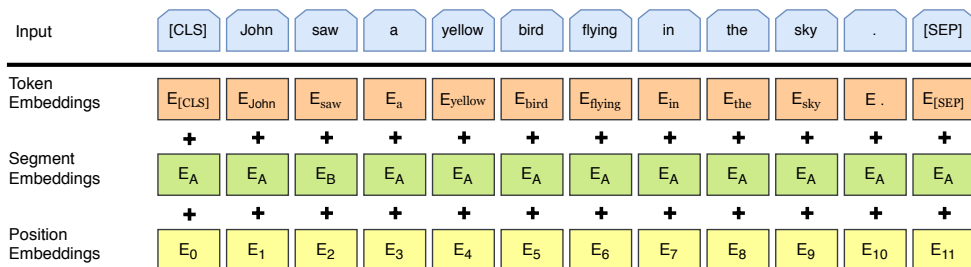 Input [CLS] John saw a yellow bird flying in the sky . [SEP]
Token
Embeddings E[CLS] EJohn Esaw Ea Eyellow Ebird Eflying Ein Ethe Esky E. E[SEP]
+ + + + + + + + + + + +
Segment
Embeddings EA EA EB EA EA EA EA EA EA EA EA EA
+ + + + + + + + + + + +
Position
Embeddings E0 E1 E2 E3 E4 E5 E6 E7 E8 E9 E10 E11